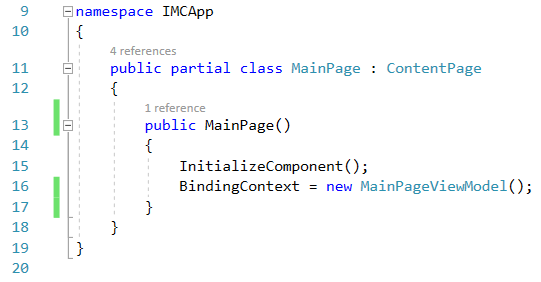 9 namespace IMCApp
10 {
4 references
11 public partial class MainPage : ContentPage
12 {
1 reference
13 public MainPage()
14 {
15 InitializeComponent();
16 BindingContext = new MainPageViewModel();
17 }
18 }
19 }
20